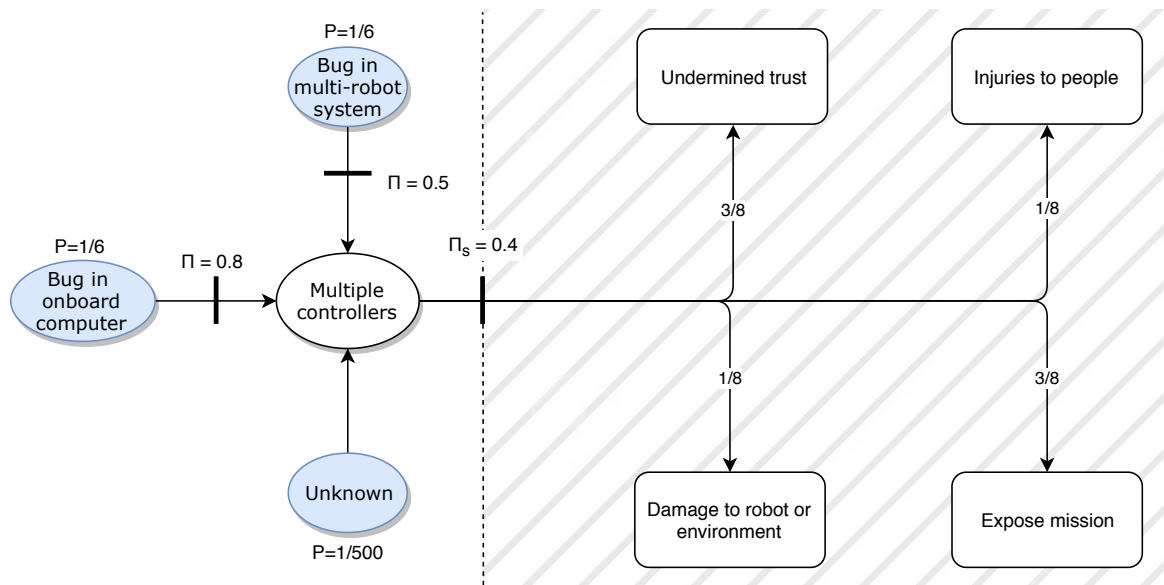 P=1/6
Bug in
multi-robot
system
Π = 0.5
P=1/6
Bug in
onboard
computer
Π = 0.8
Multiple
controllers
Πs = 0.4
Unknown
P=1/500
Undermined trust
Injuries to people
3/8
1/8
1/8
3/8
Damage to robot or
environment
Expose mission